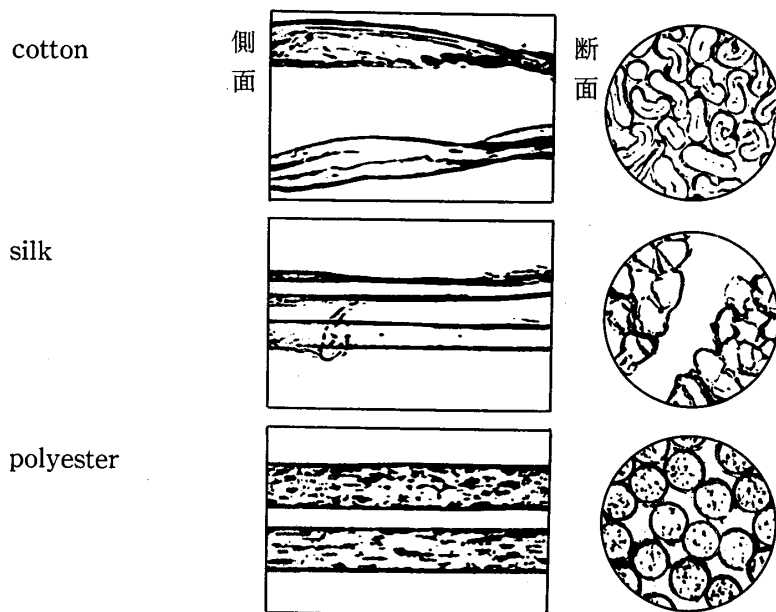 cotton
側面
断面
silk
polyester